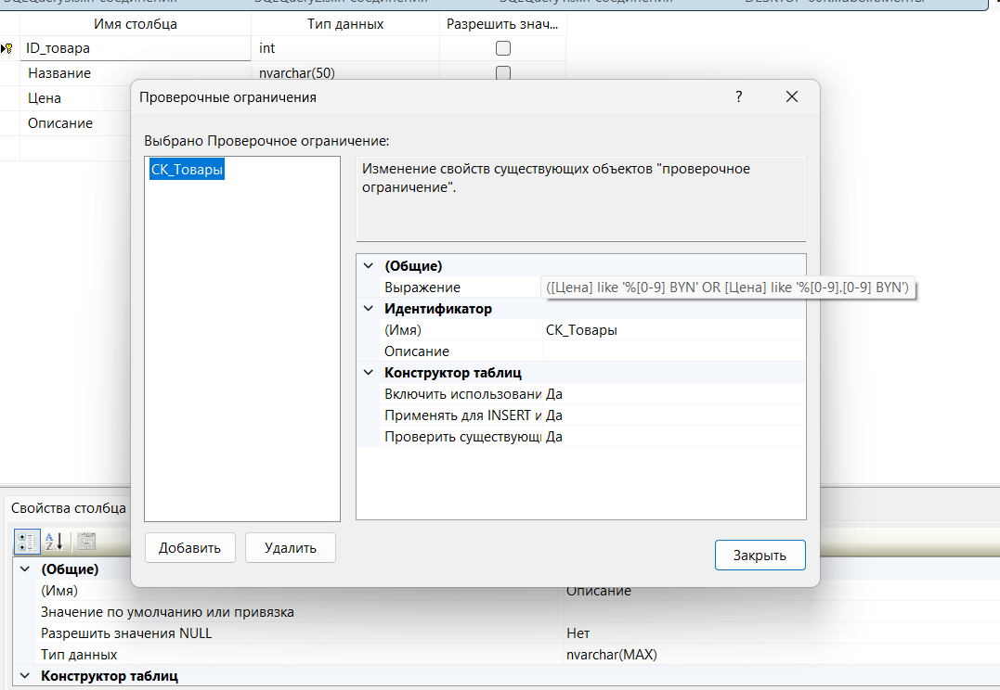 Имя столбца Тип данных Разрешить знач...
ID_товара int
Название nvarchar(50)
Цена
Описание
Проверочные ограничения ?
Выбрано Проверочное ограничение:
СК_Товары
Изменение свойств существующих объектов "проверочное
ограничение".
(Общие)
Выражение ([Цена] like '%[0-9] BYN' OR [Цена] like '%[0-9].[0-9] BYN')
Идентификатор
(Имя) СК_Товары
Описание
Конструктор таблиц
Включить использовани Да
Применять для INSERT и Да
Проверить существующ Да
Добавить Удалить
Закрыть
Свойства столбца
(Общие)
(Имя) Описание
Значение по умолчанию или привязка
Разрешить значения NULL Нет
Тип данных nvarchar(MAX)
Конструктор таблиц